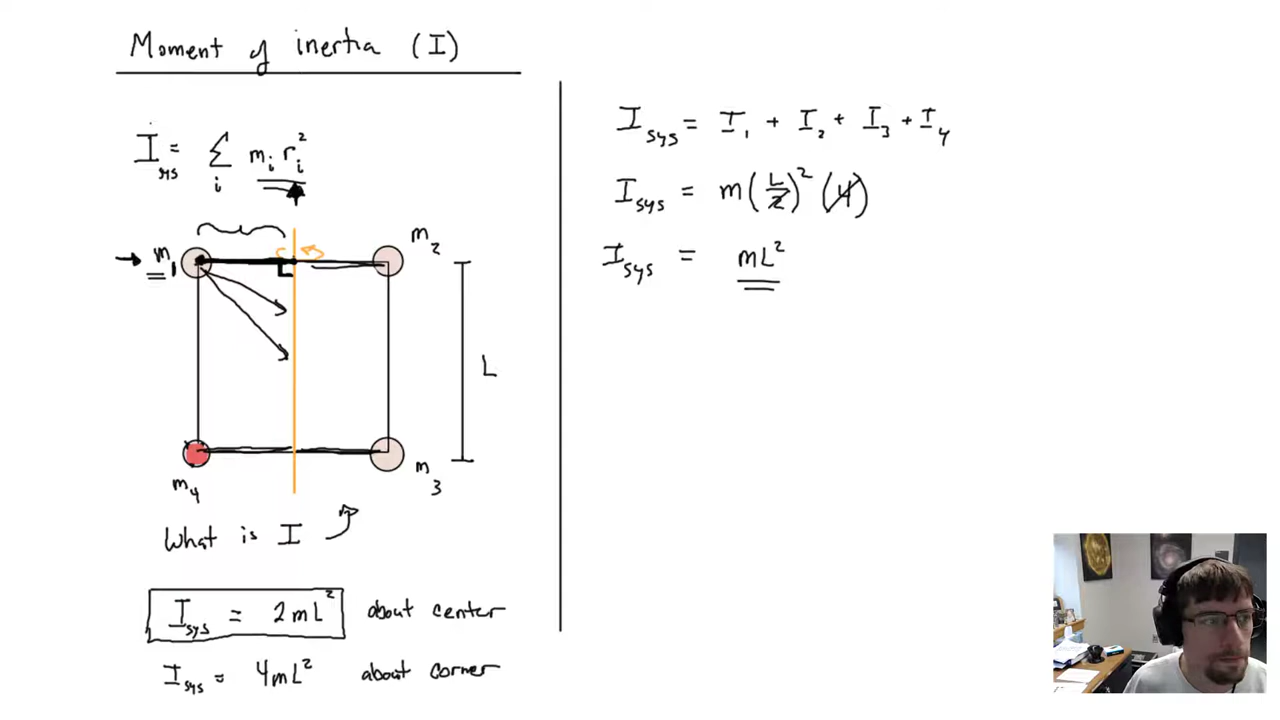 Moment of inertia (I)
I_sys = Σ_i m_i r_i²
m_1
m_2
L
m_4
m_3
What is I
I_sys = 2mL² about center
I_sys = 4mL² about corner
I_sys = I_1 + I_2 + I_3 + I_4
I_sys = m(L/2)² (4)
I_sys = mL²